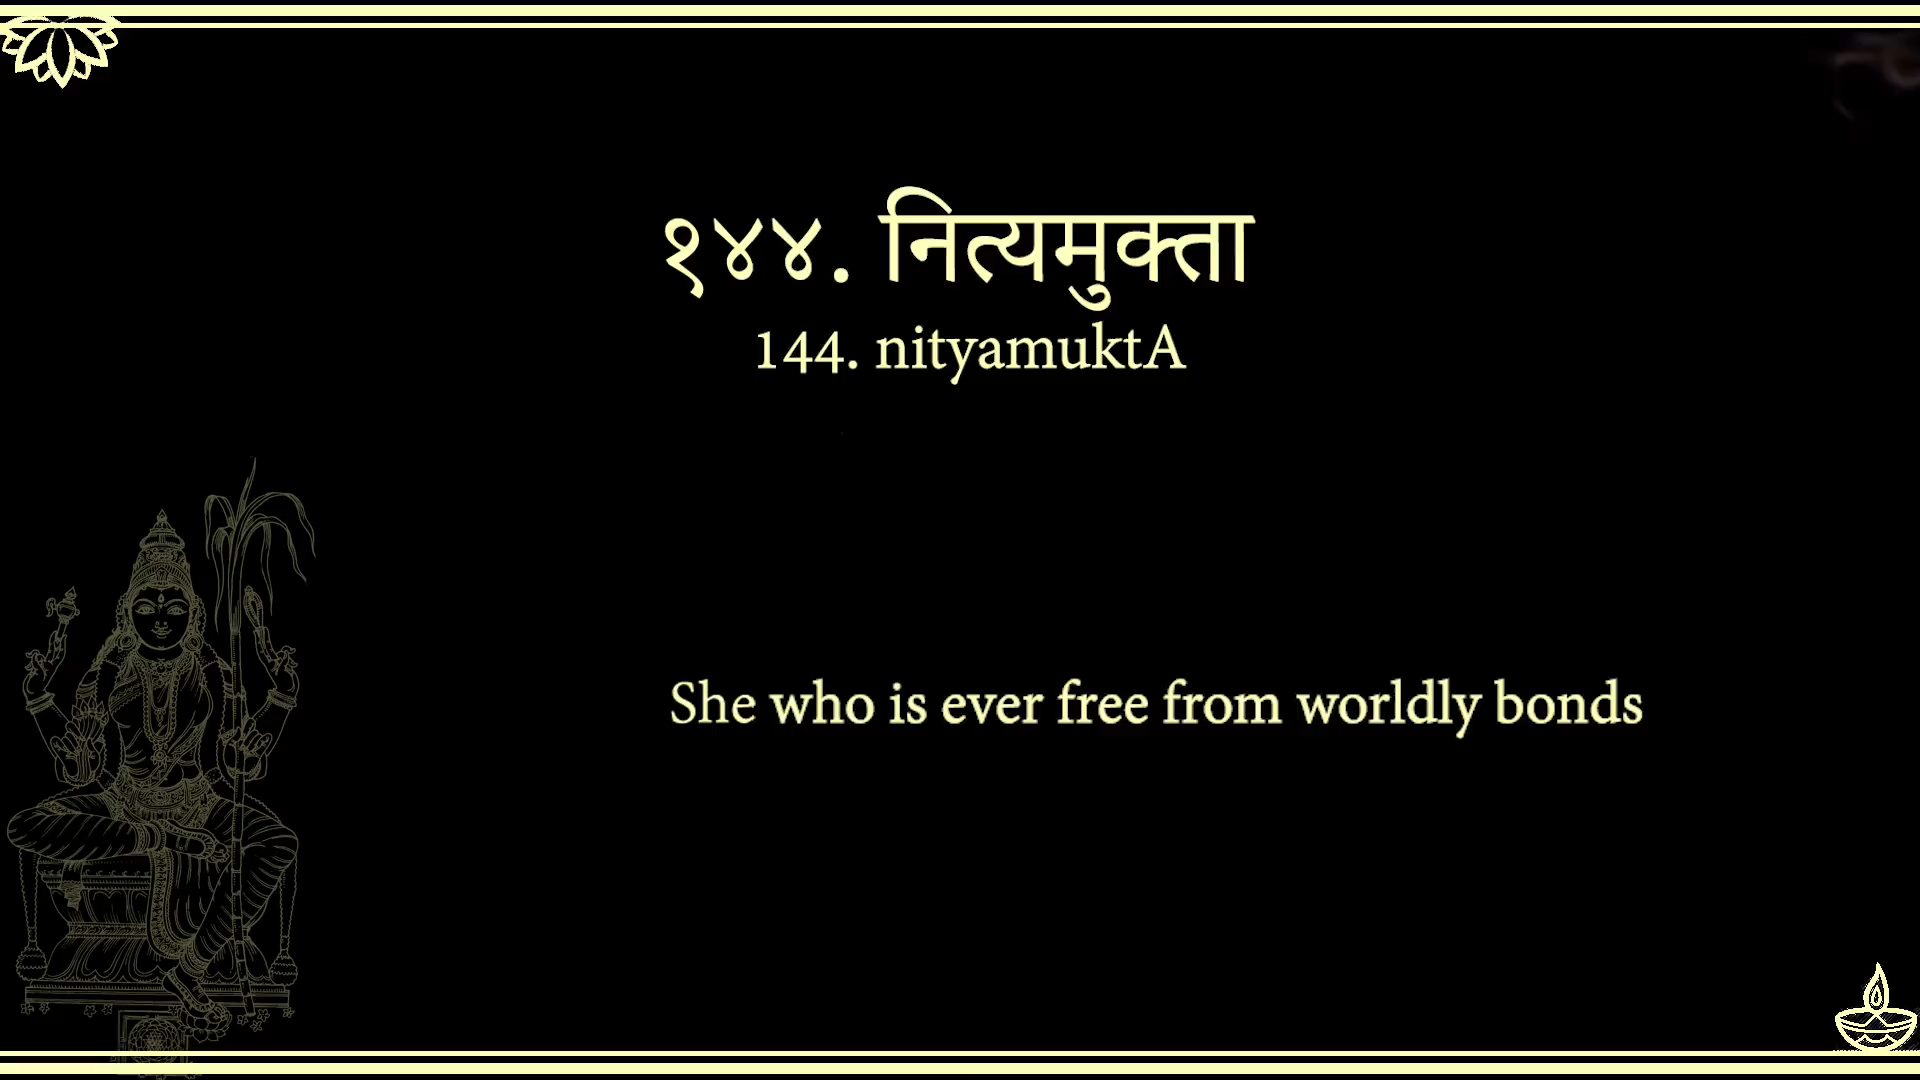 १४४. नित्यमुक्ता
144. nityamuktA
She who is ever free from worldly bonds